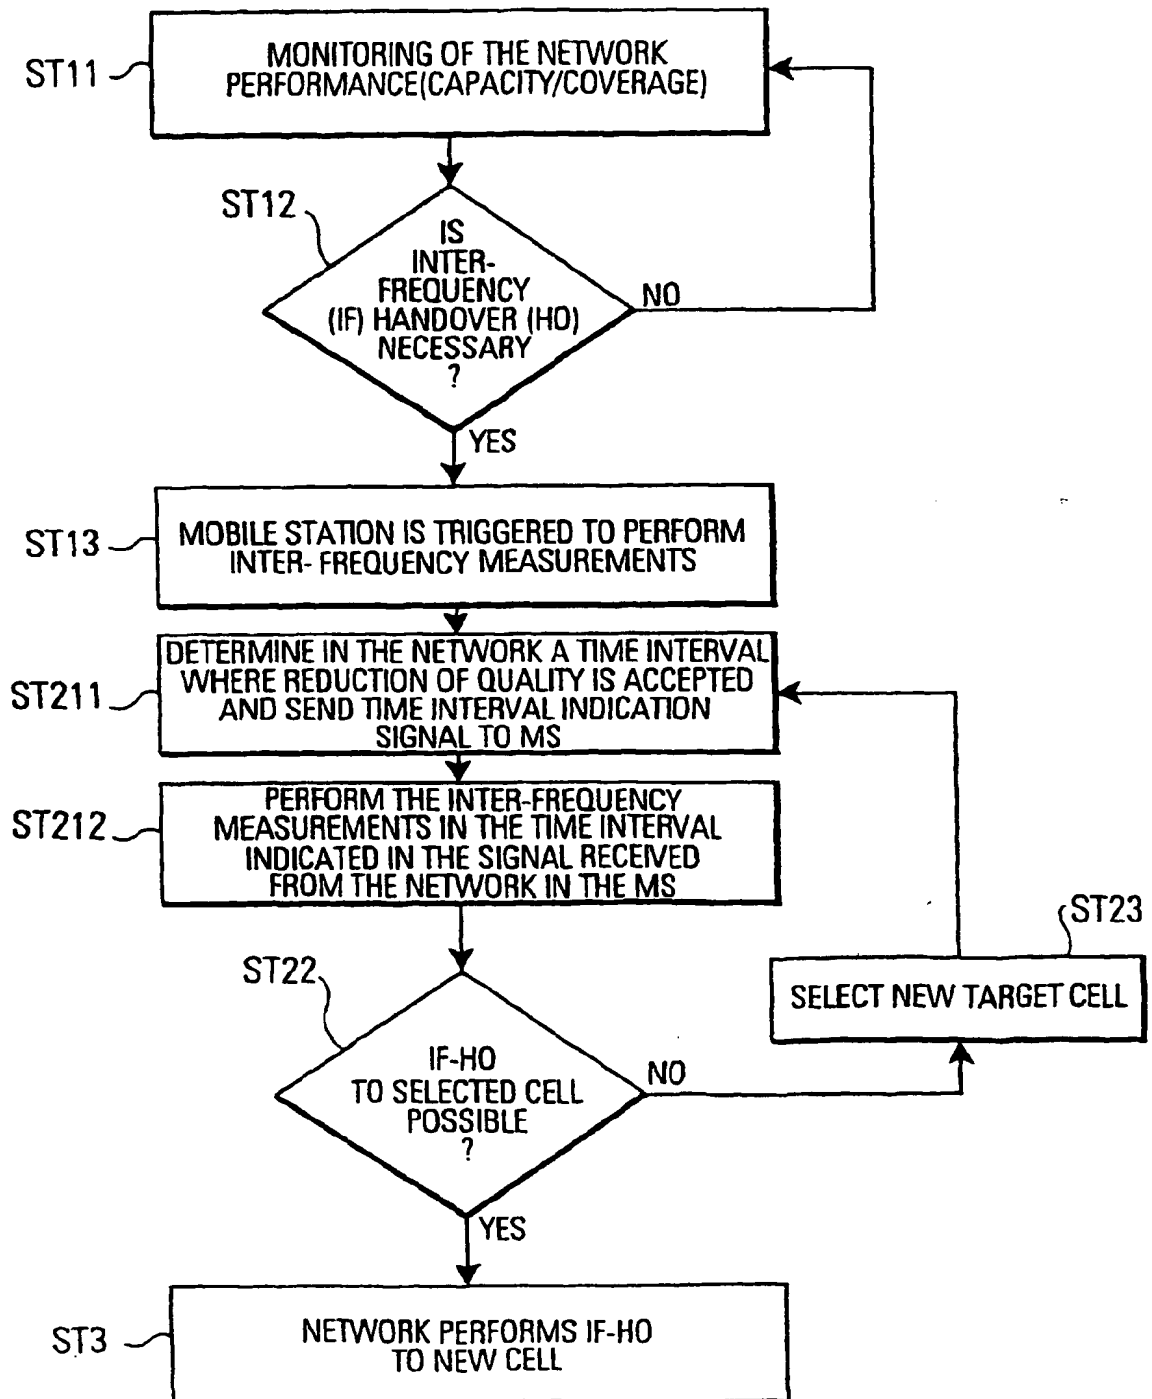 ST11
MONITORING OF THE NETWORK
PERFORMANCE(CAPACITY/COVERAGE)
ST12
IS
INTER-
FREQUENCY
(IF) HANDOVER (HO)
NECESSARY
?
NO
YES
ST13
MOBILE STATION IS TRIGGERED TO PERFORM
INTER- FREQUENCY MEASUREMENTS
ST211
DETERMINE IN THE NETWORK A TIME INTERVAL
WHERE REDUCTION OF QUALITY IS ACCEPTED
AND SEND TIME INTERVAL INDICATION
SIGNAL TO MS
ST212
PERFORM THE INTER-FREQUENCY
MEASUREMENTS IN THE TIME INTERVAL
INDICATED IN THE SIGNAL RECEIVED
FROM THE NETWORK IN THE MS
ST23
SELECT NEW TARGET CELL
ST22
IF-HO
TO SELECTED CELL
POSSIBLE
?
NO
YES
ST3
NETWORK PERFORMS IF-HO
TO NEW CELL